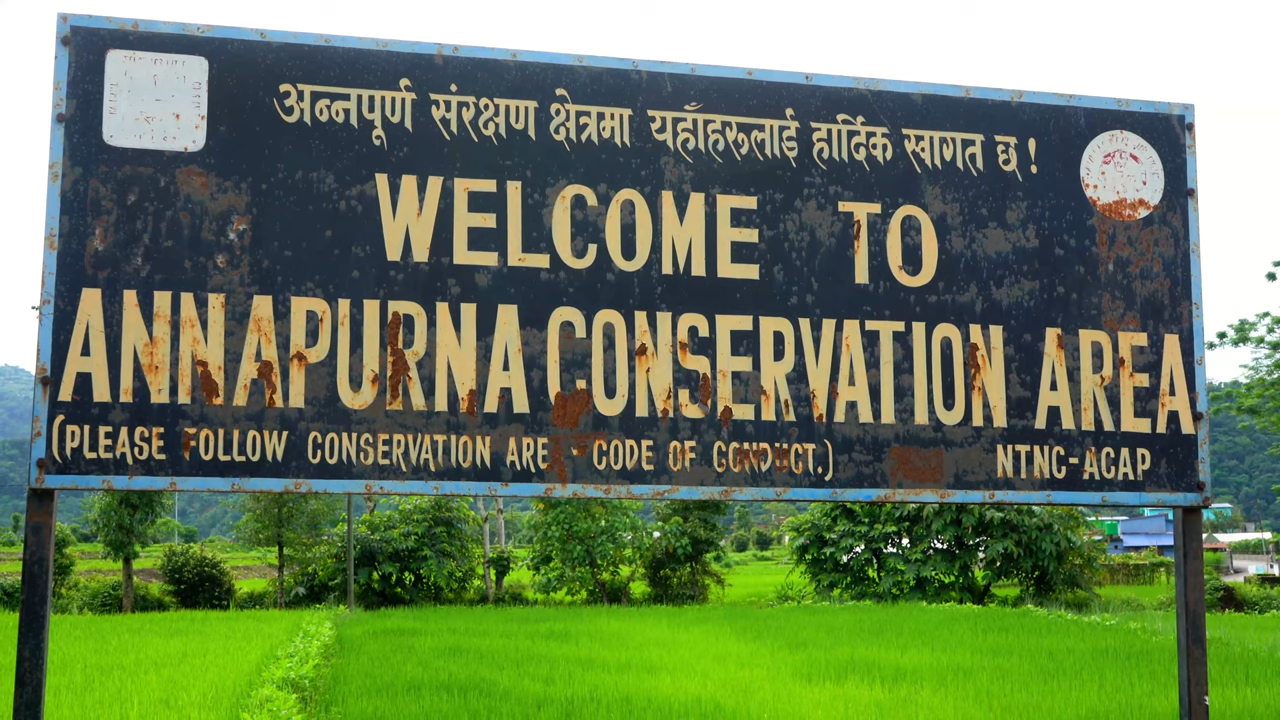 अन्नपूर्ण संरक्षण क्षेत्रमा यहाँहरूलाई हार्दिक स्वागत छ !
WELCOME TO
ANNAPURNA CONSERVATION AREA
(PLEASE FOLLOW CONSERVATION ARE CODE OF CONDUCT.) NTNC-ACAP